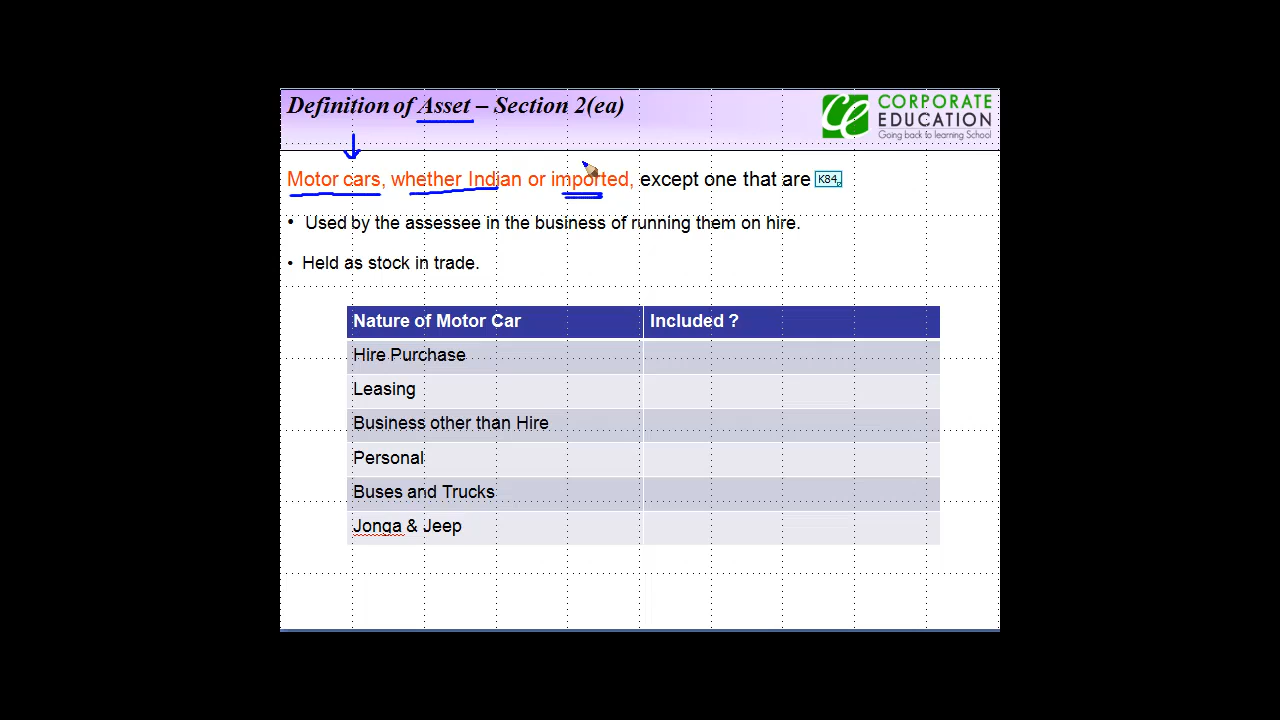 Definition of Asset – Section 2(ea)
CORPORATE
EDUCATION
Going back to learning School
Motor cars, whether Indian or imported, except one that are K84
• Used by the assessee in the business of running them on hire.
• Held as stock in trade.
Nature of Motor Car Included ?
Hire Purchase
Leasing
Business other than Hire
Personal
Buses and Trucks
Jonga & Jeep